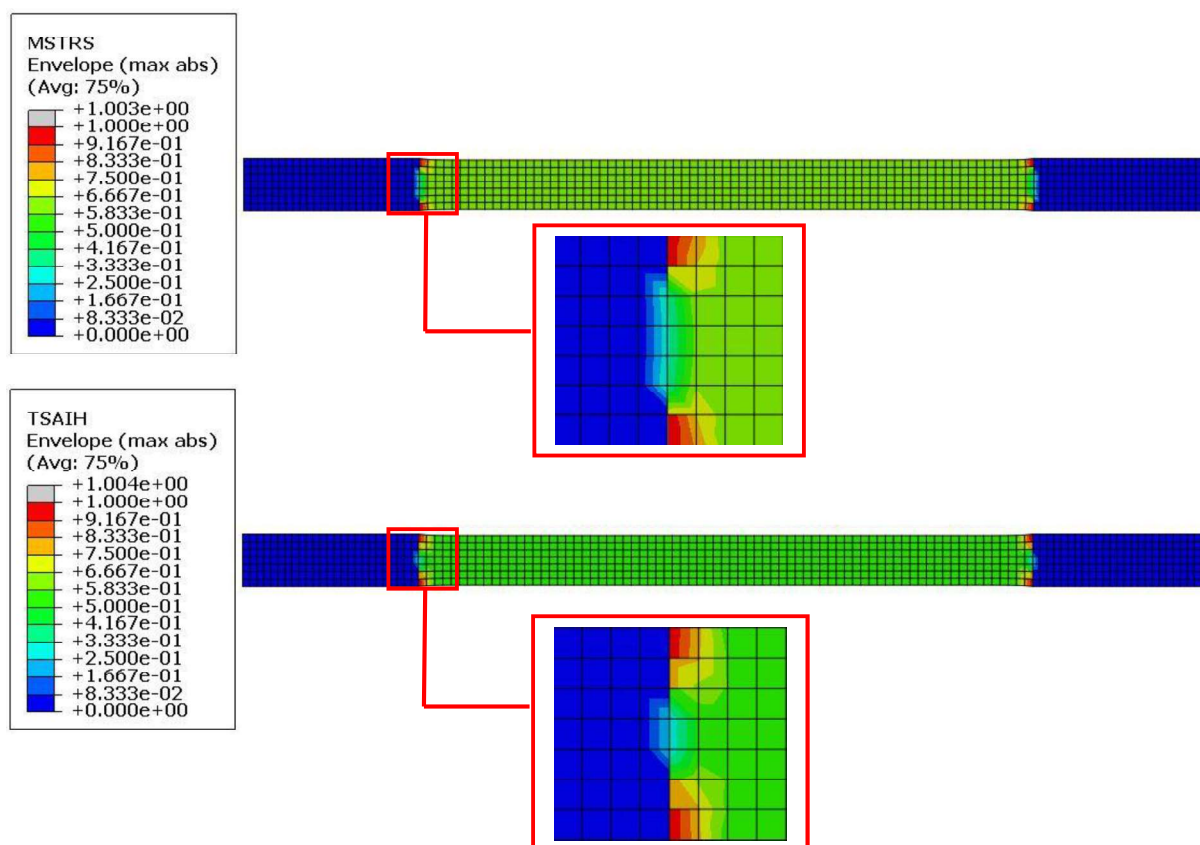 MSTRS
Envelope (max abs)
(Avg: 75%)
+1.003e+00
+1.000e+00
+9.167e-01
+8.333e-01
+7.500e-01
+6.667e-01
+5.833e-01
+5.000e-01
+4.167e-01
+3.333e-01
+2.500e-01
+1.667e-01
+8.333e-02
+0.000e+00
TSAIH
Envelope (max abs)
(Avg: 75%)
+1.004e+00
+1.000e+00
+9.167e-01
+8.333e-01
+7.500e-01
+6.667e-01
+5.833e-01
+5.000e-01
+4.167e-01
+3.333e-01
+2.500e-01
+1.667e-01
+8.333e-02
+0.000e+00